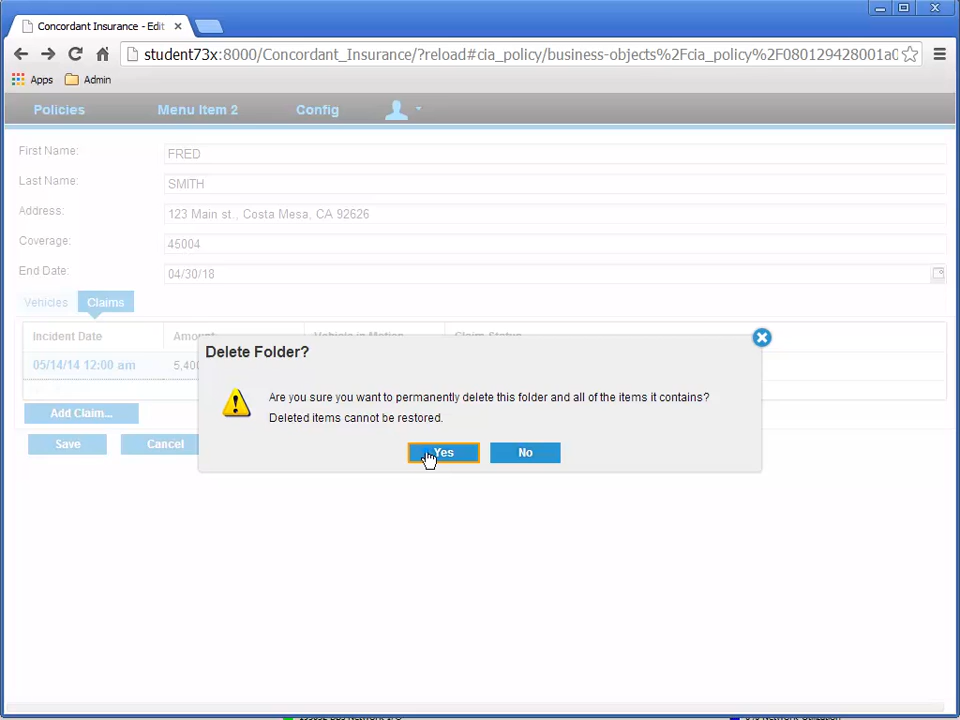 Concordant Insurance - Edit
student73x:8000/Concordant_Insurance/?reload#cia_policy/business-objects%2Fcia_policy%2F080129428001a0
Apps Admin
Policies Menu Item 2 Config
First Name: FRED
Last Name: SMITH
Address: 123 Main st., Costa Mesa, CA 92626
Coverage: 45004
End Date: 04/30/18
Vehicles Claims
Incident Date Amount Vehicle in Motion Claim Status
05/14/14 12:00 am 5,400
Delete Folder?
Are you sure you want to permanently delete this folder and all of the items it contains?
Deleted items cannot be restored.
Add Claim...
Save Cancel
Yes No